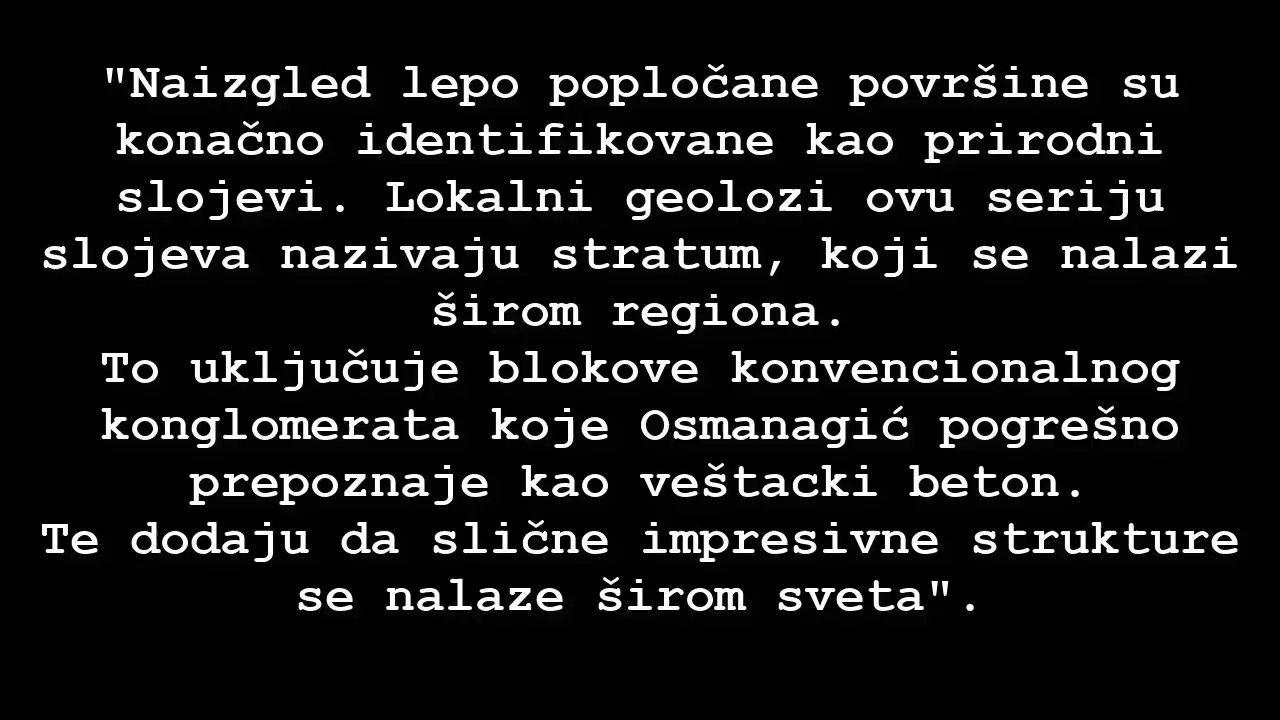 "Naizgled lepo popločane površine su
konačno identifikovane kao prirodni
slojevi. Lokalni geolozi ovu seriju
slojeva nazivaju stratum, koji se nalazi
širom regiona.
To uključuje blokove konvencionalnog
konglomerata koje Osmanagić pogrešno
prepoznaje kao veštacki beton.
Te dodaju da slične impresivne strukture
se nalaze širom sveta".